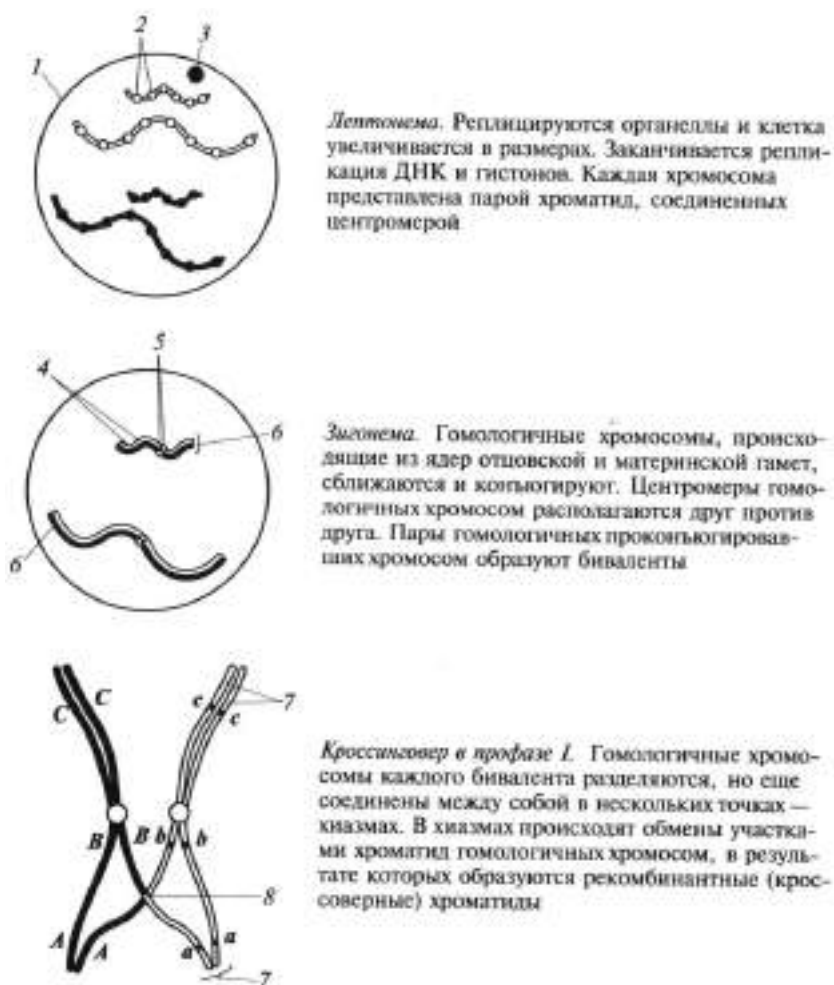 1
2
3
Лептонема. Реплицируются органеллы и клетка
увеличивается в размерах. Заканчивается репли-
кация ДНК и гистонов. Каждая хромосома
представлена парой хроматид, соединенных
центромерой
4
5
6
6
Зигонема. Гомологичные хромосомы, происхо-
дящие из ядер отцовской и материнской гамет,
сближаются и конъюгируют. Центромеры гомо-
логичных хромосом располагаются друг против
друга. Пары гомологичных проконъюгировав-
ших хромосом образуют биваленты
C C c c 7
B B b b
8
A A a a
7
Кроссинговер в профазе I. Гомологичные хромо-
сомы каждого бивалента разделяются, но еще
соединены между собой в нескольких точках —
хиазмах. В хиазмах происходят обмены участка-
ми хроматид гомологичных хромосом, в резуль-
тате которых образуются рекомбинантные (крос-
соверные) хроматиды